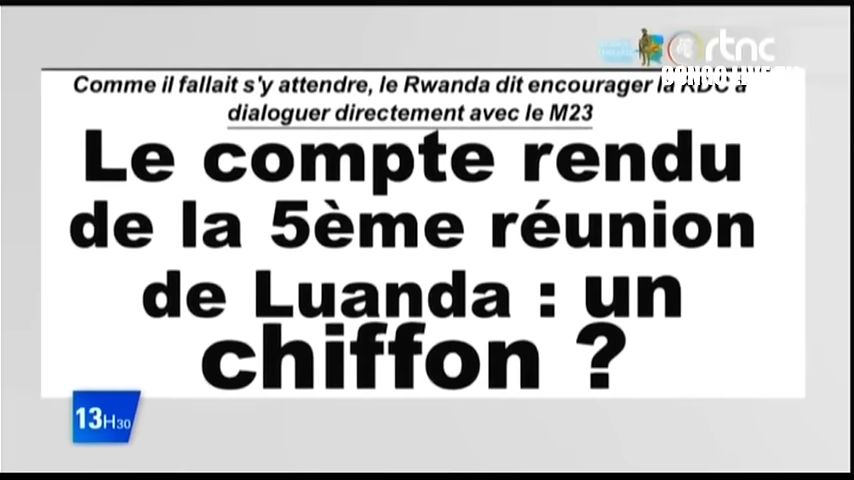 rtnc
Comme il fallait s'y attendre, le Rwanda dit encourager la RDC à
dialoguer directement avec le M23
Le compte rendu
de la 5ème réunion
de Luanda : un
chiffon ?
13H30